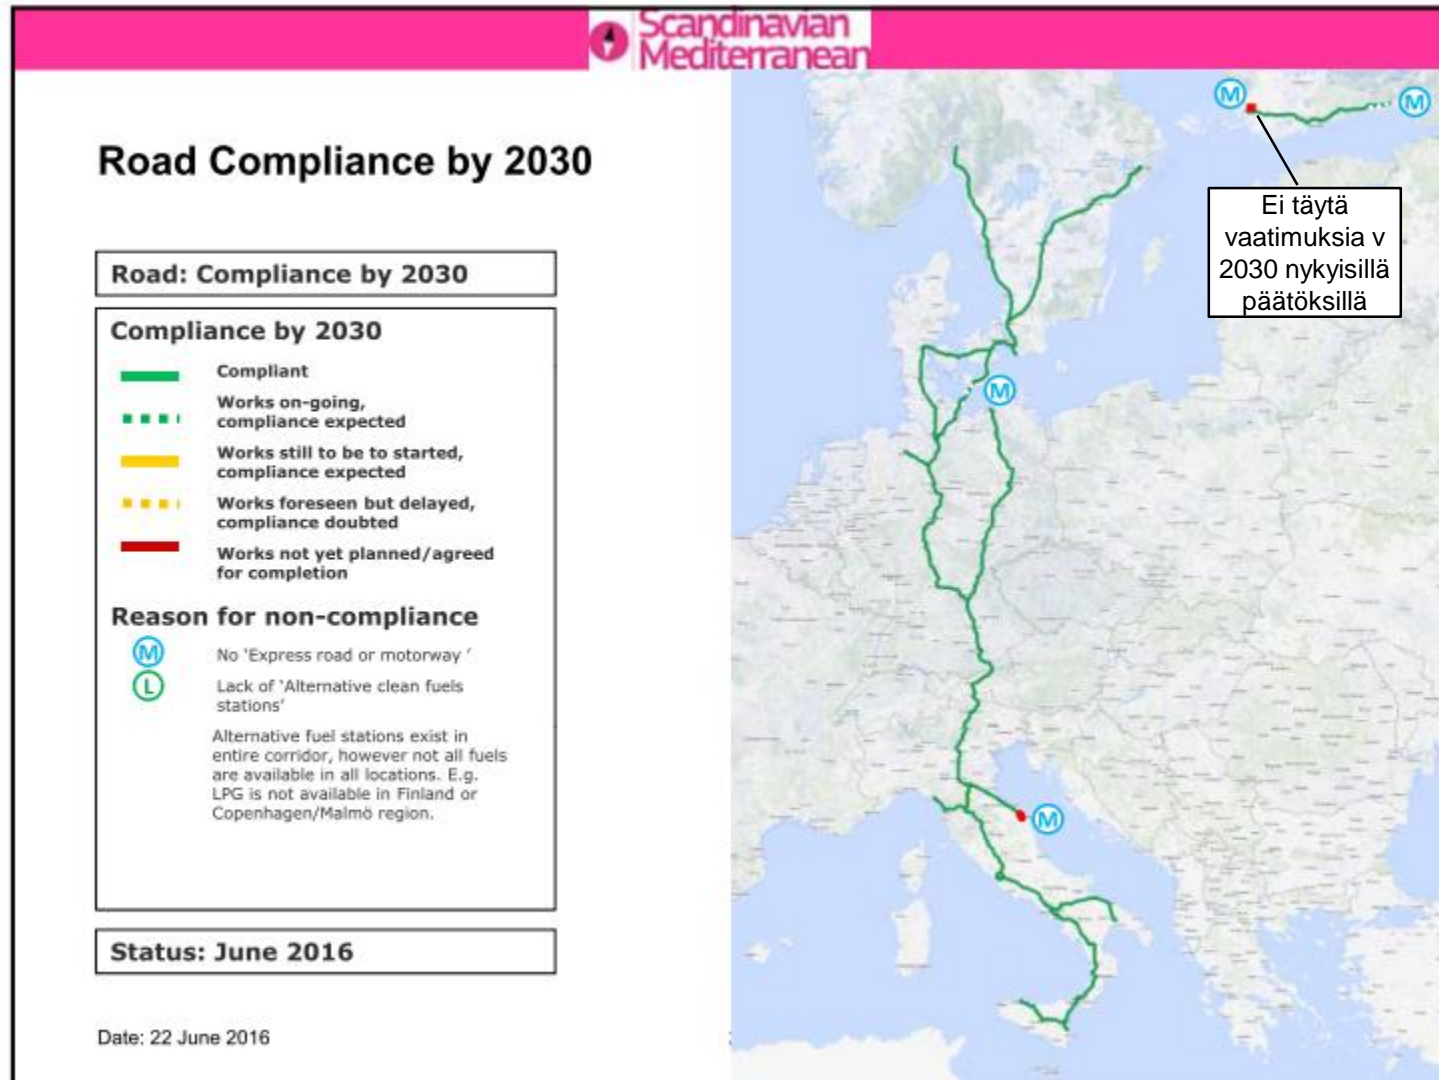 Scandinavian
Mediterranean
Road Compliance by 2030
Road: Compliance by 2030
Compliance by 2030
Compliant
Works on-going,
compliance expected
Works still to be to started,
compliance expected
Works foreseen but delayed,
compliance doubted
Works not yet planned/agreed
for completion
Reason for non-compliance
M
No 'Express road or motorway '
L
Lack of 'Alternative clean fuels
stations'
Alternative fuel stations exist in
entire corridor, however not all fuels
are available in all locations. E.g.
LPG is not available in Finland or
Copenhagen/Malmö region.
Status: June 2016
Date: 22 June 2016
M
M
Ei täytä
vaatimuksia v
2030 nykyisillä
päätöksillä
M
M